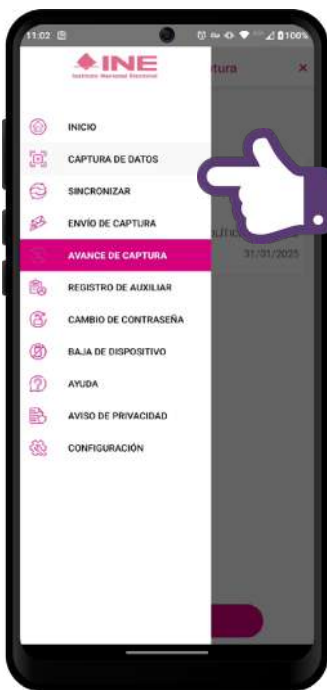 11:02
100%
INE
Instituto Nacional Electoral
tura ×
INICIO
CAPTURA DE DATOS
SINCRONIZAR
ENVÍO DE CAPTURA
AVANCE DE CAPTURA
31/01/2025
REGISTRO DE AUXILIAR
CAMBIO DE CONTRASEÑA
BAJA DE DISPOSITIVO
AYUDA
AVISO DE PRIVACIDAD
CONFIGURACIÓN